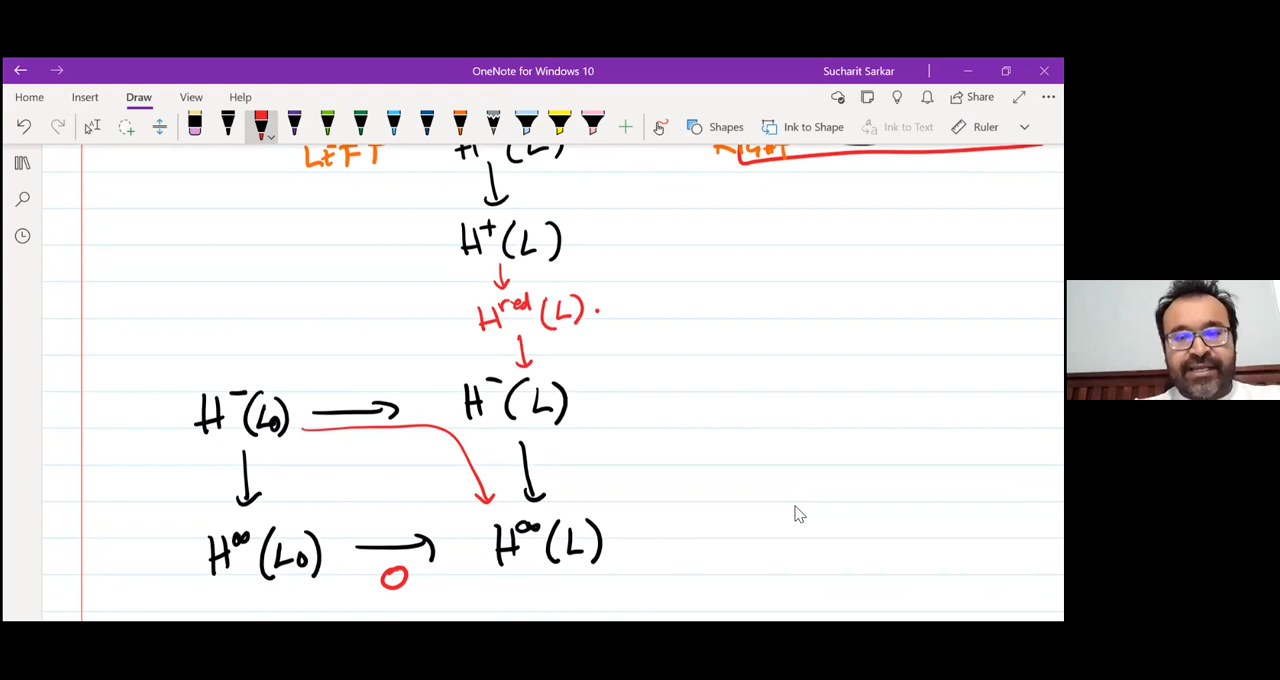 OneNote for Windows 10
Sucharit Sarkar
Home Insert Draw View Help
Share
Shapes
Ink to Shape
Ink to Text
Ruler
LEFT
(L)
H⁺(L)
H^red(L).
H⁻(L₀) → H⁻(L)
H^∞(L₀) → H^∞(L)
0